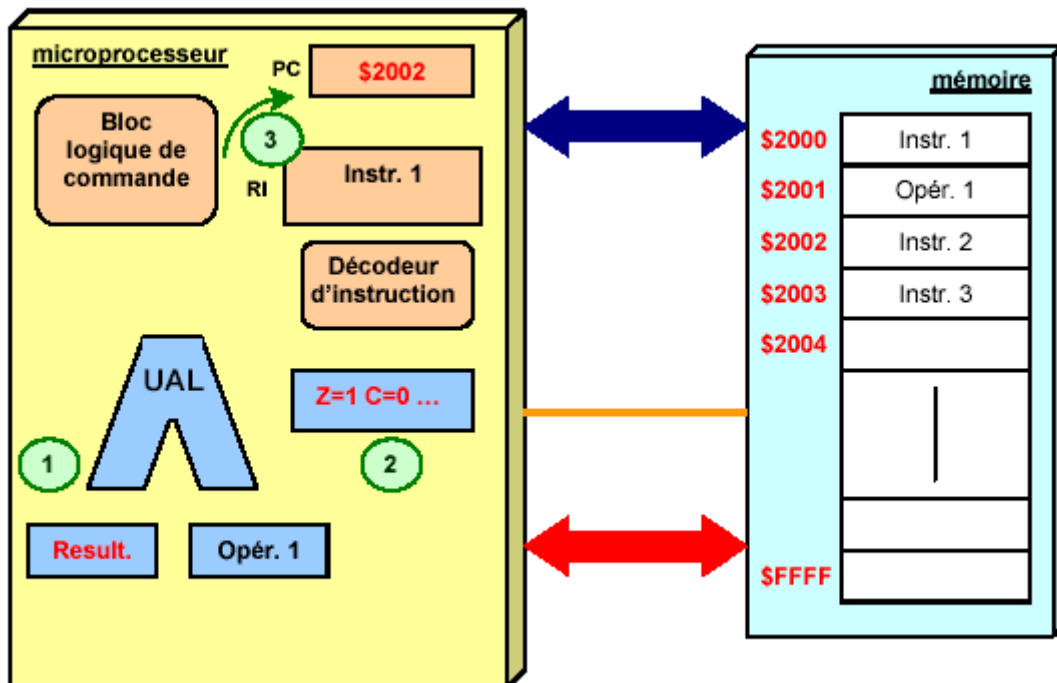 microprocesseur
PC
$2002
Bloc
logique de
commande
3
RI
Instr. 1
Décodeur
d'instruction
UAL
Z=1 C=0 ...
1
2
Result.
Opér. 1
mémoire
$2000
Instr. 1
$2001
Opér. 1
$2002
Instr. 2
$2003
Instr. 3
$2004
$FFFF